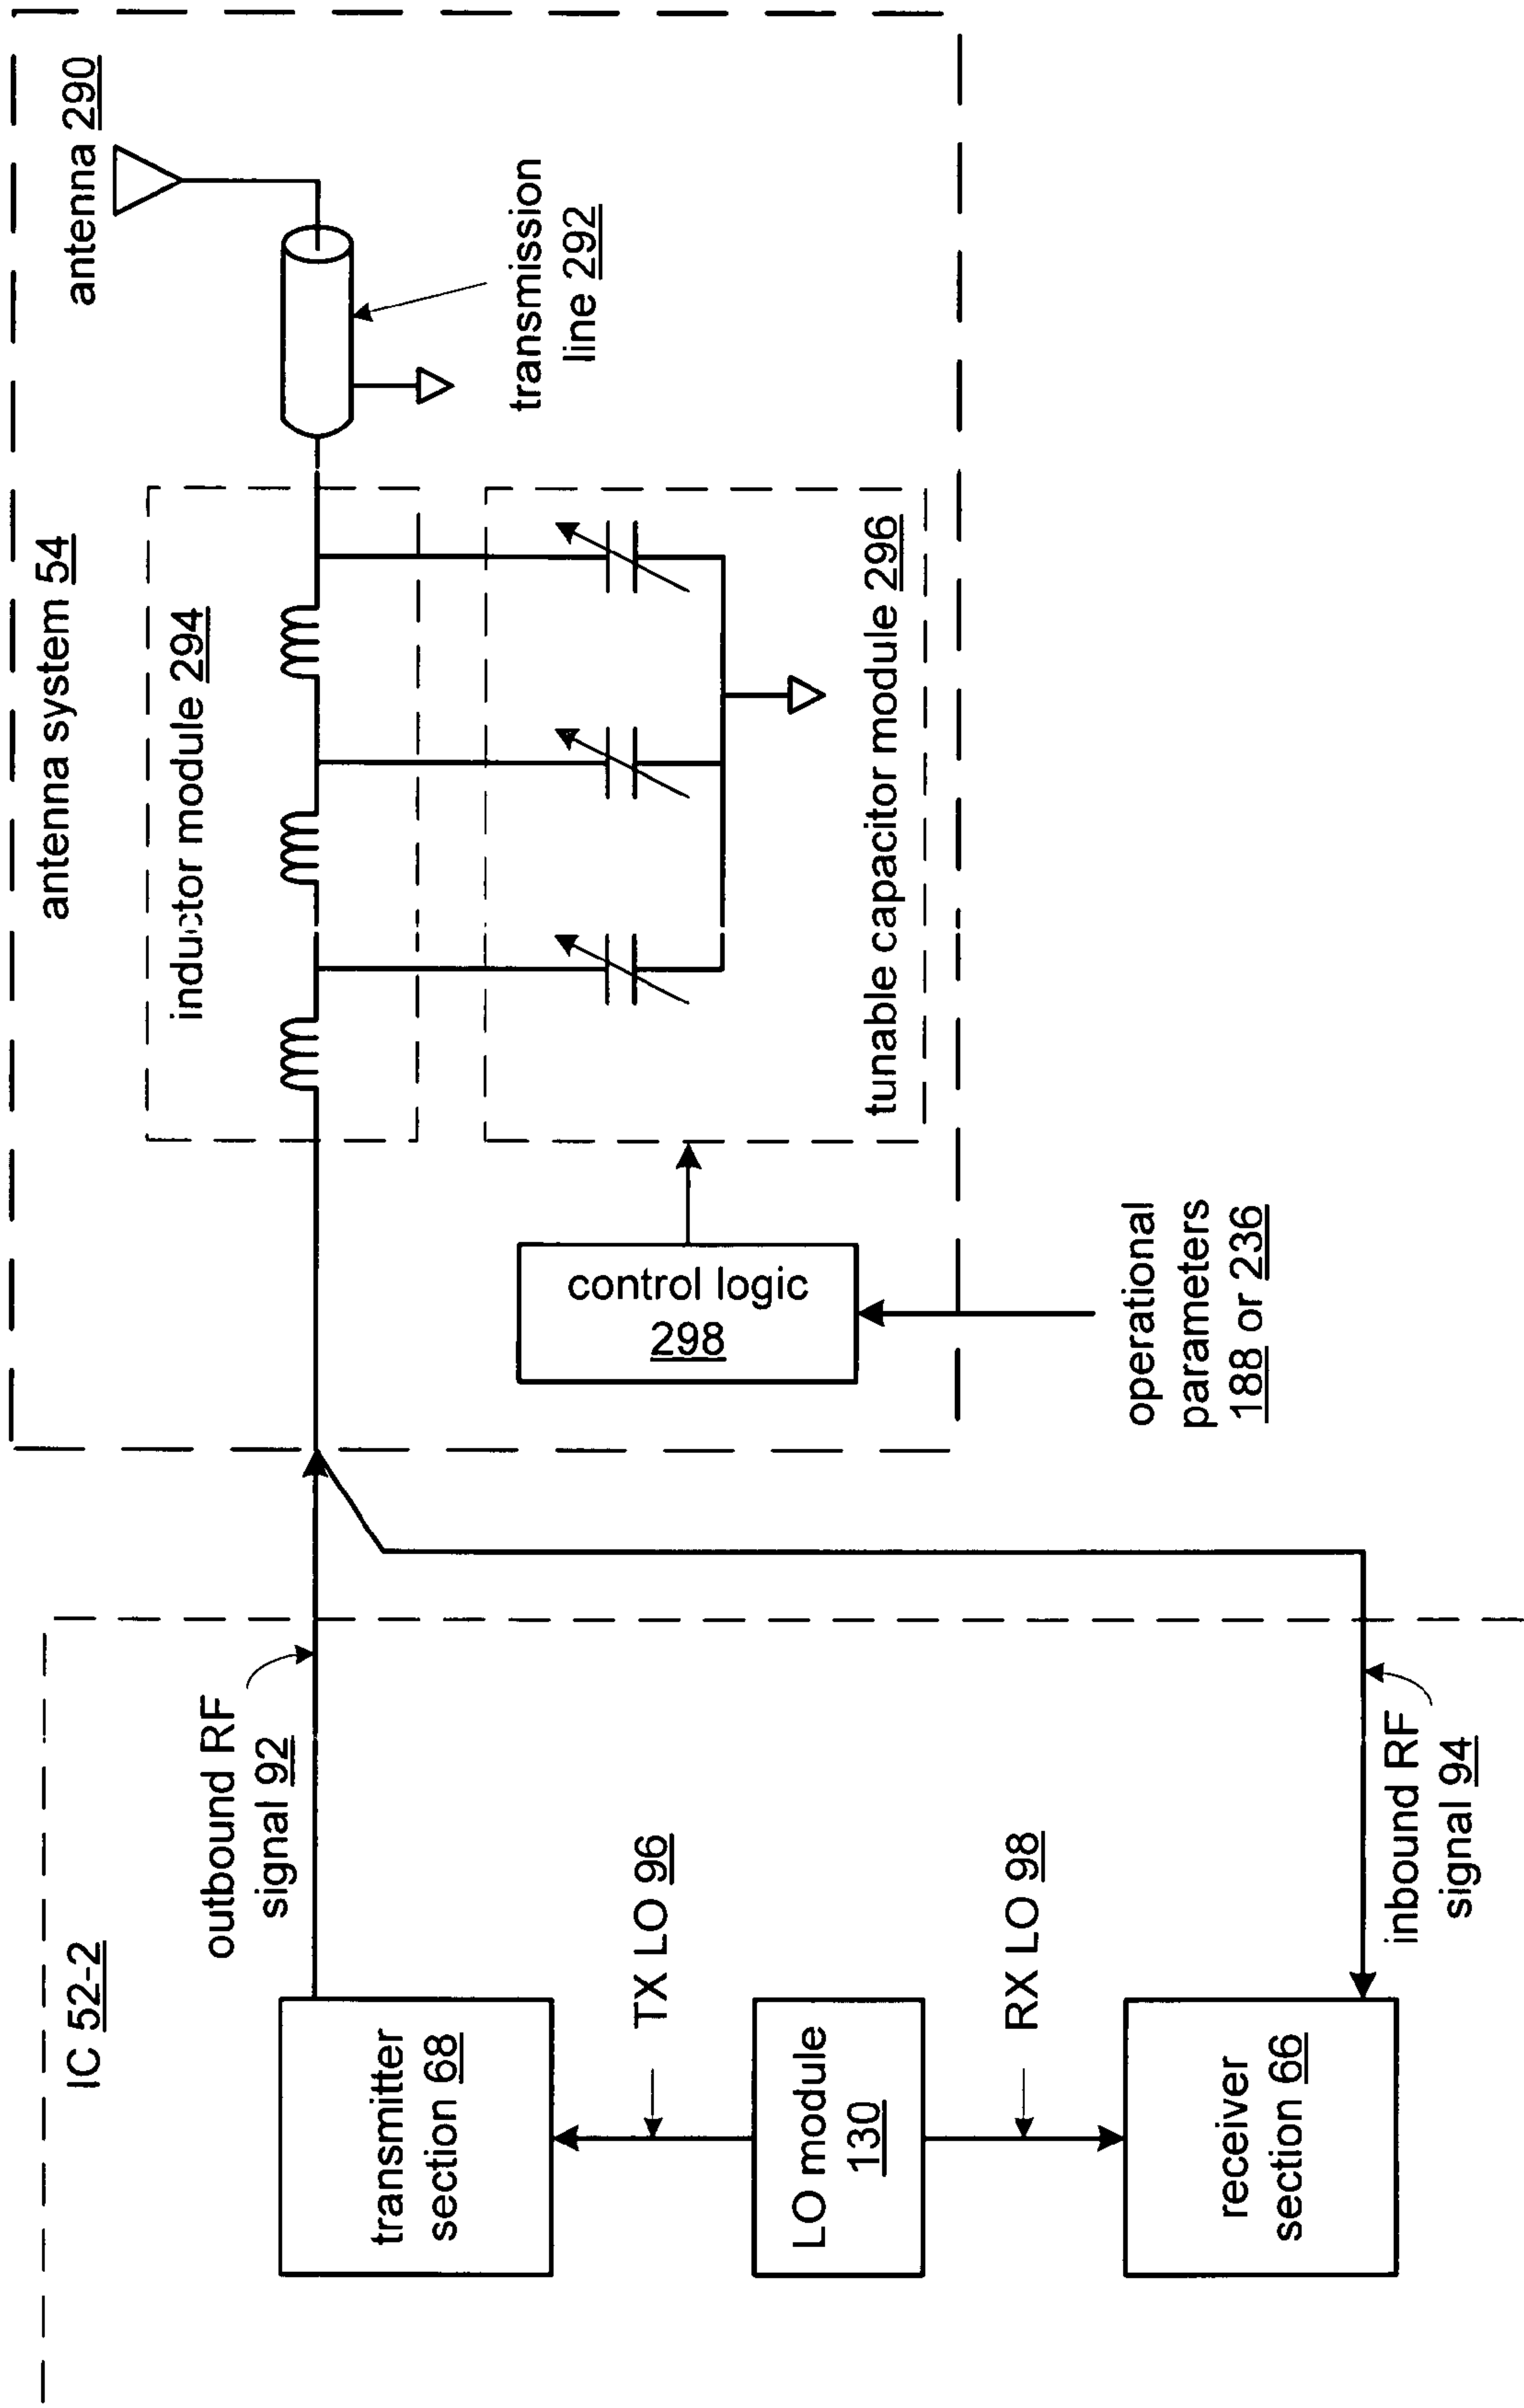 IC 52-2
antenna system 54
antenna 290
inductor module 294
outbound RF
signal 92
transmission
line 292
transmitter
section 68
TX LO 96
control logic
298
tunable capacitor module 296
LO module
130
RX LO 98
operational
parameters
188 or 236
receiver
section 66
inbound RF
signal 94